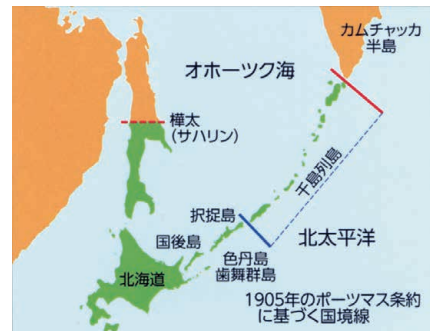 カムチャッカ
半島
オホーツク海
樺太
(サハリン)
千島列島
択捉島
国後島
北太平洋
色丹島
歯舞群島
北海道
1905年のポーツマス条約
に基づく国境線